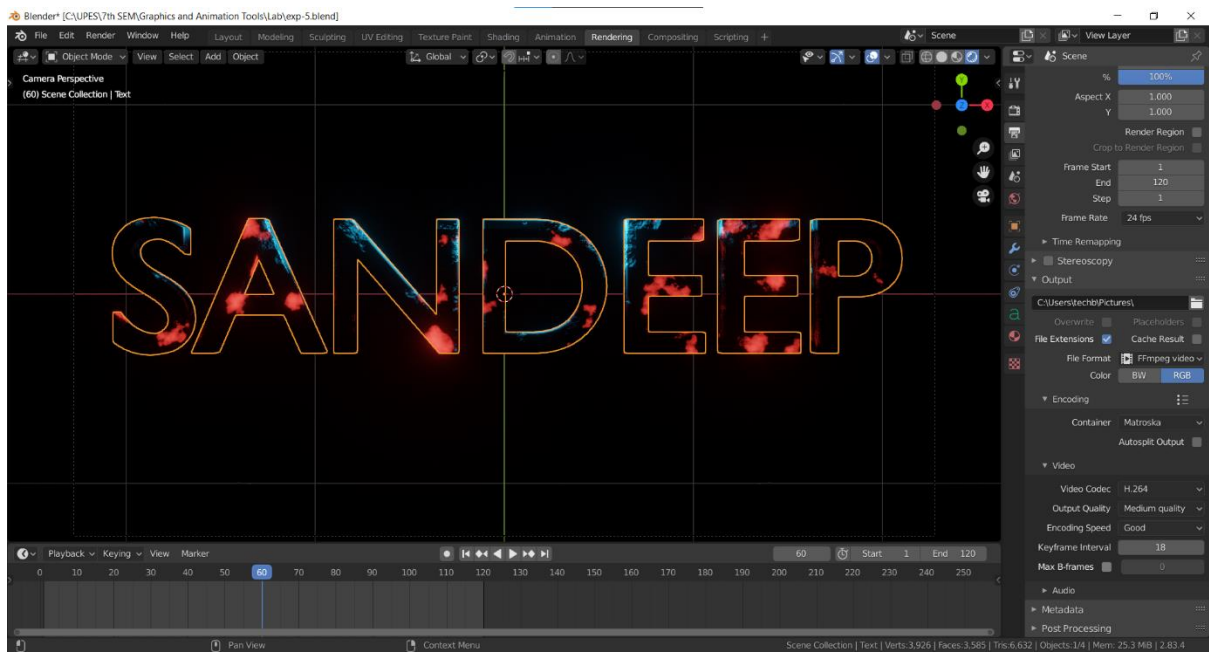 Blender* [C:\UPES\7th SEM\Graphics and Animation Tools\Lab\exp-5.blend]
File Edit Render Window Help Layout Modeling Sculpting UV Editing Texture Paint Shading Animation Rendering Compositing Scripting + Scene View Layer
Object Mode View Select Add Object Global Scene
Camera Perspective
(60) Scene Collection | Text
Y
Z X
% 100%
Aspect X 1.000
Y 1.000
Render Region
Crop to Render Region
Frame Start 1
End 120
Step 1
Frame Rate 24 fps
Time Remapping
Stereoscopy
Output
C:\Users\techb\Pictures\
Overwrite Placeholders
File Extensions Cache Result
File Format FFmpeg video
Color BW RGB
Encoding
Container Matroska
Autosplit Output
Video
Video Codec H.264
Output Quality Medium quality
Encoding Speed Good
Keyframe Interval 18
Max B-frames 0
Audio
Metadata
Post Processing
SANDEEP
Playback Keying View Marker 60 Start 1 End 120
0 10 20 30 40 50 60 70 80 90 100 110 120 130 140 150 160 170 180 190 200 210 220 230 240 250
Pan View Context Menu Scene Collection | Text | Verts:3,926 | Faces:3,585 | Tris:6,632 | Objects:1/4 | Mem: 25.3 MiB | 2.83.4